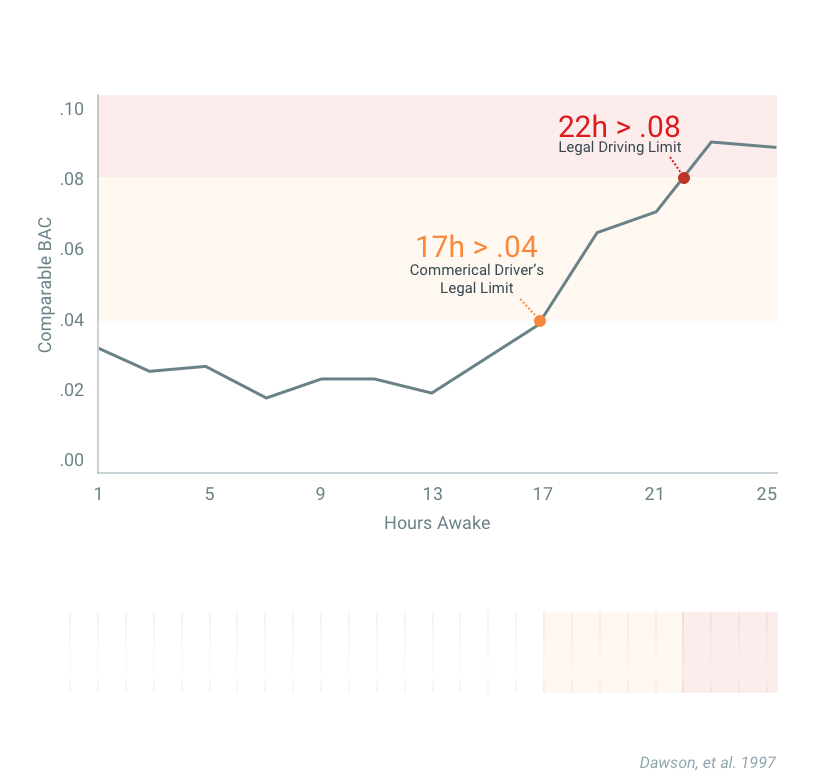 .10
22h > .08
Legal Driving Limit
.08
17h > .04
Commerical Driver's
Legal Limit
.06
Comparable BAC
.04
.02
.00
1 5 9 13 17 21 25
Hours Awake
Dawson, et al. 1997